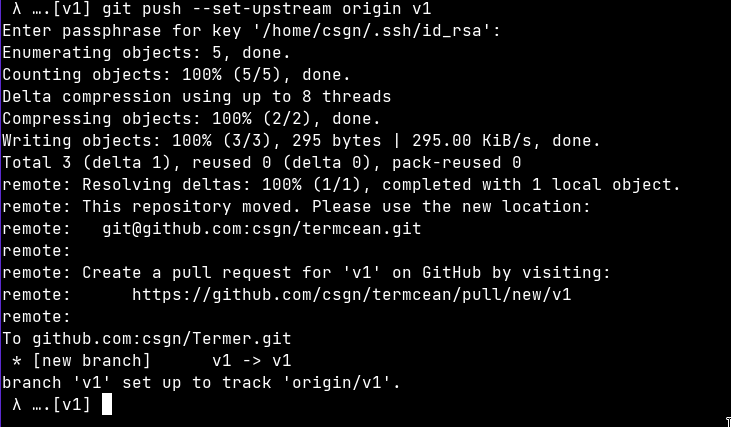 λ ….[v1] git push --set-upstream origin v1
Enter passphrase for key '/home/csgn/.ssh/id_rsa':
Enumerating objects: 5, done.
Counting objects: 100% (5/5), done.
Delta compression using up to 8 threads
Compressing objects: 100% (2/2), done.
Writing objects: 100% (3/3), 295 bytes | 295.00 KiB/s, done.
Total 3 (delta 1), reused 0 (delta 0), pack-reused 0
remote: Resolving deltas: 100% (1/1), completed with 1 local object.
remote: This repository moved. Please use the new location:
remote:   git@github.com:csgn/termcean.git
remote:
remote: Create a pull request for 'v1' on GitHub by visiting:
remote:      https://github.com/csgn/termcean/pull/new/v1
remote:
To github.com:csgn/Termer.git
 * [new branch]      v1 -> v1
branch 'v1' set up to track 'origin/v1'.
λ ….[v1]